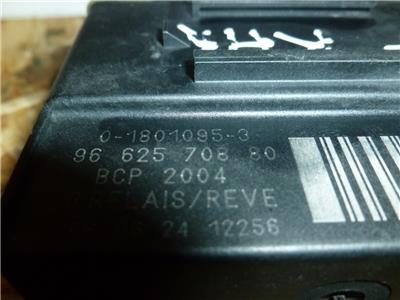 0-1801095-3
96 625 708 80
BCP 2004
RELAIS/REVE
24 12256